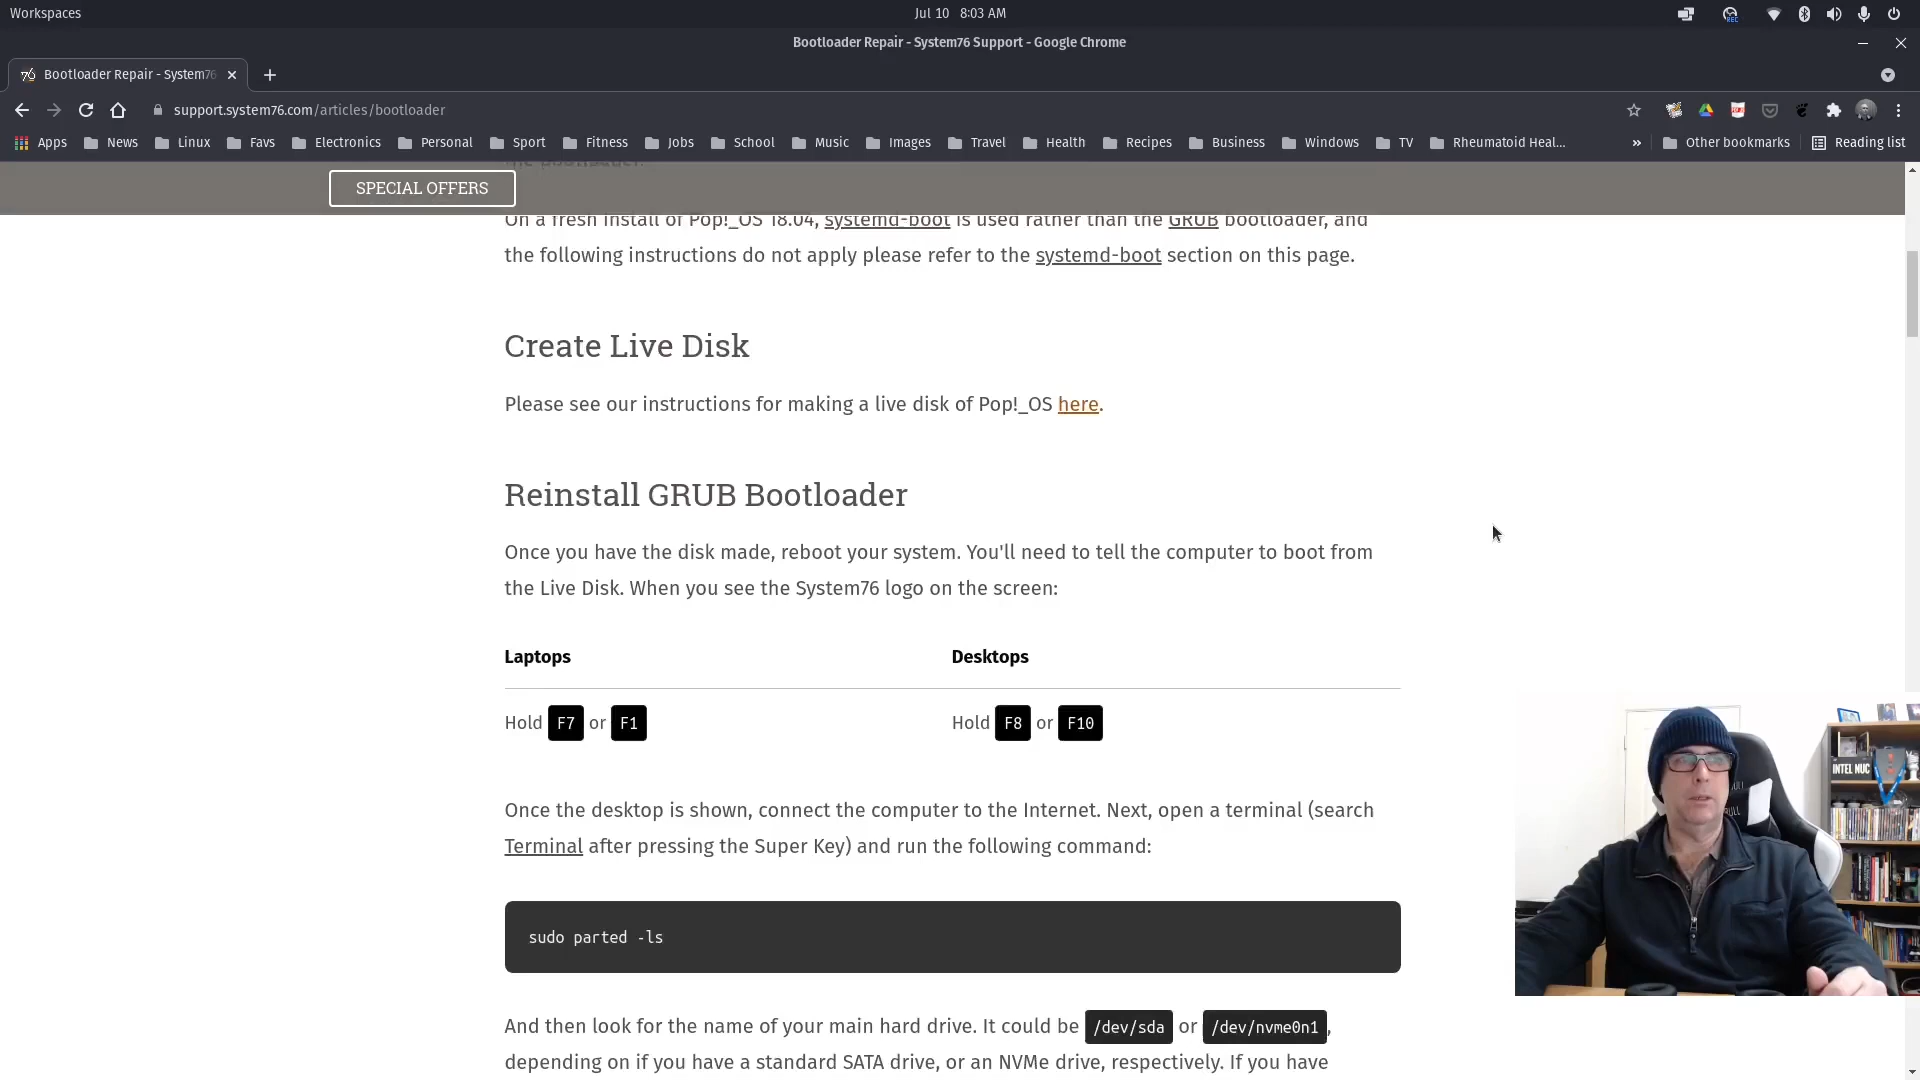 Workspaces
Jul 10 8:03 AM
REC
Bootloader Repair - System76 Support - Google Chrome
Bootloader Repair - System76
support.system76.com/articles/bootloader
Apps
News
Linux
Favs
Electronics
Personal
Sport
Fitness
Jobs
School
Music
Images
Travel
Health
Recipes
Business
Windows
TV
Rheumatoid Heal...
»
Other bookmarks
Reading list
SPECIAL OFFERS
On a fresh install of Pop!_OS 18.04, systemd-boot is used rather than the GRUB bootloader, and
the following instructions do not apply please refer to the systemd-boot section on this page.
Create Live Disk
Please see our instructions for making a live disk of Pop!_OS here.
Reinstall GRUB Bootloader
Once you have the disk made, reboot your system. You'll need to tell the computer to boot from
the Live Disk. When you see the System76 logo on the screen:
Laptops
Desktops
Hold F7 or F1
Hold F8 or F10
Once the desktop is shown, connect the computer to the Internet. Next, open a terminal (search
Terminal after pressing the Super Key) and run the following command:
sudo parted -ls
And then look for the name of your main hard drive. It could be /dev/sda or /dev/nvme0n1,
depending on if you have a standard SATA drive, or an NVMe drive, respectively. If you have
INTEL NUC